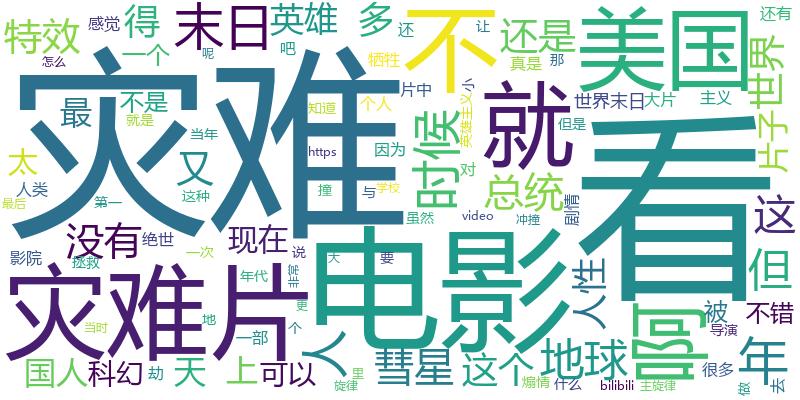 灾难
看
电影
灾难片
不
就
美国
末日
英雄
多
还
让
还有
感觉
呢
吧
特效
得
一个
怎么
还是
真是
那
牺牲
片中
小
世界末日
大片
主义
世界
片子
最
不是
就是
当年
知道
个人
英雄主义
时候
但是
太
又
https
因为
对
总统
人类
这种
撞
与
学校
最后
第一
虽然
video
冲撞
剧情
这
没有
绝世
现在
一次
说
大
要
但
影院
拯救
年代
非常
人性
被
不错
当时
地
更
人
啊
导演
一部
个
彗星
这个
地球
很多
年
国人
科幻
劫
天
上
可以
旋律
里
煽情
什么
bilibili
主旋律
做
去